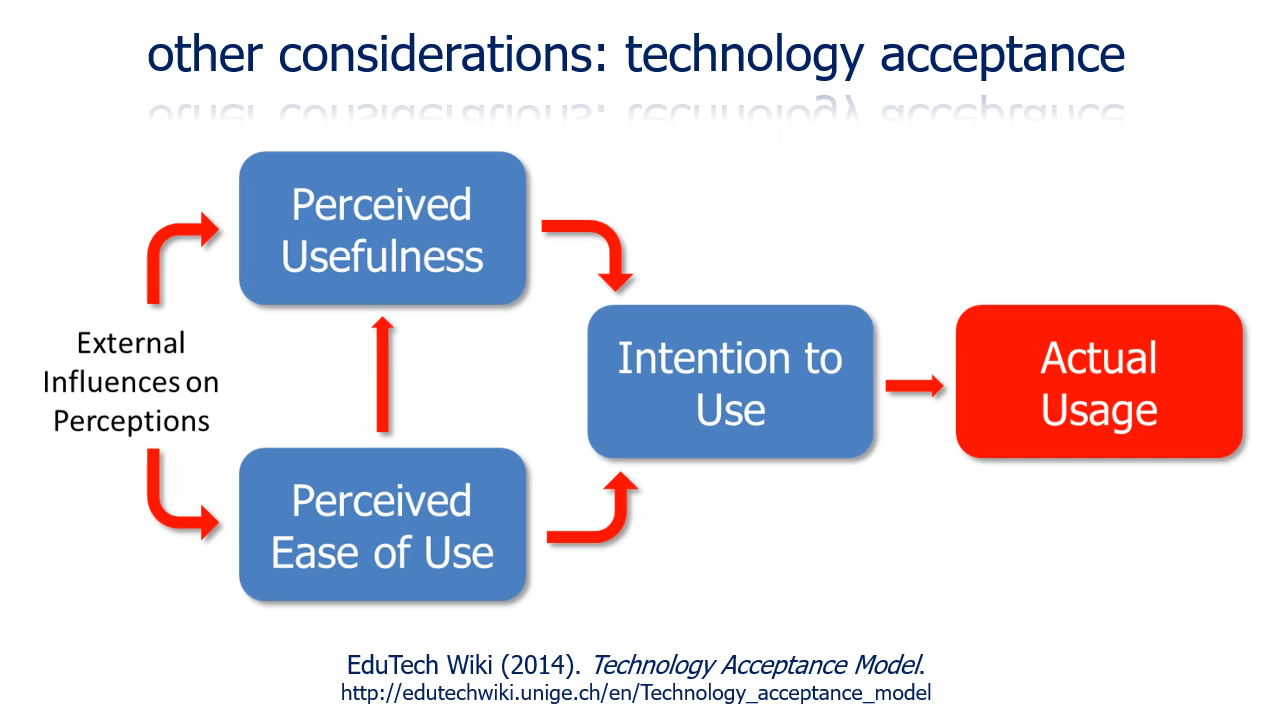 other considerations: technology acceptance
Perceived
Usefulness
External
Influences on
Perceptions
Perceived
Ease of Use
Intention to
Use
Actual
Usage
EduTech Wiki (2014). Technology Acceptance Model.
http://edutechwiki.unige.ch/en/Technology_acceptance_model